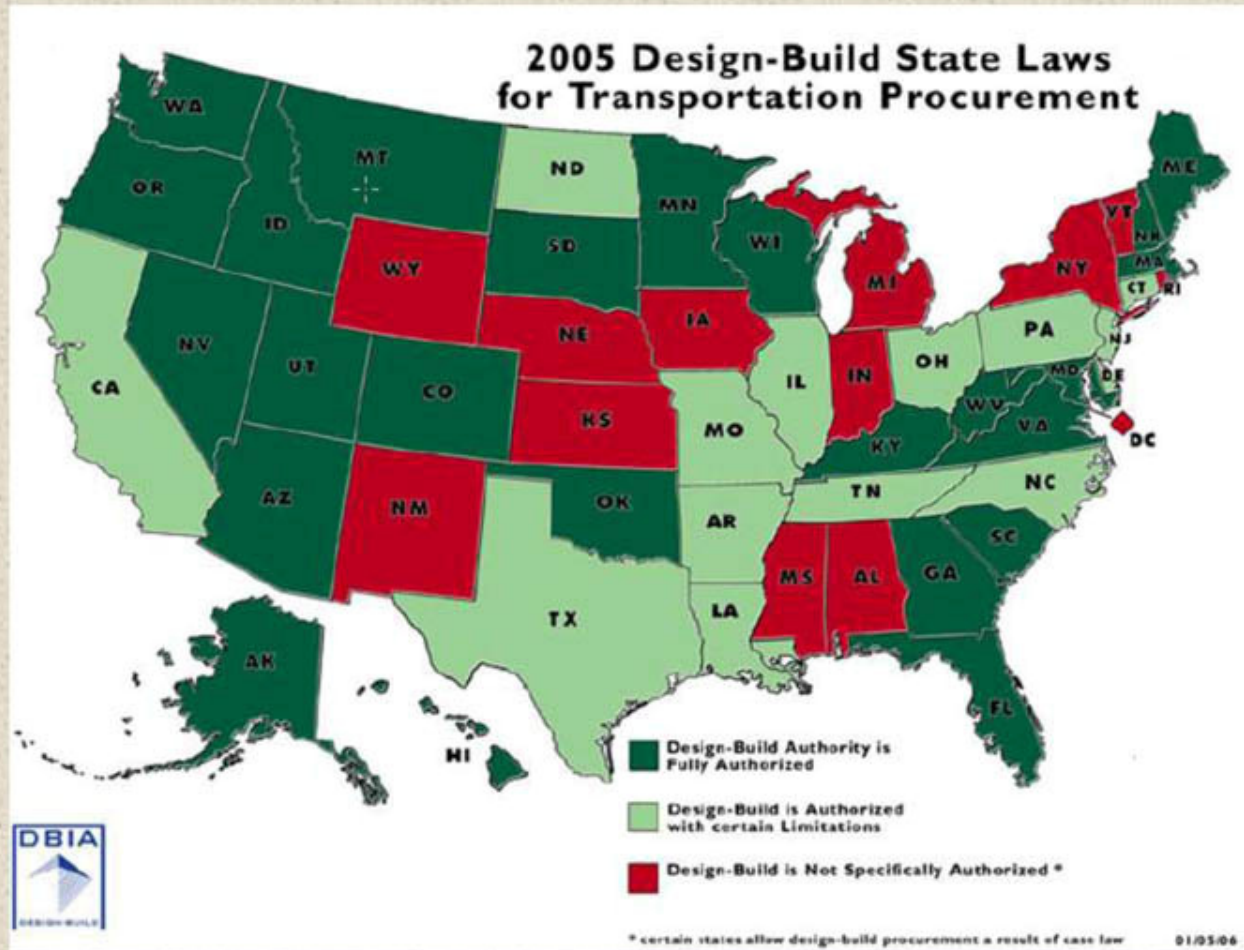 2005 Design-Build State Laws
for Transportation Procurement
WA
MT
ND
ME
OR
MN
ID
SD
WI
VT
NH
WY
MI
NY
MA
CT
RI
IA
NE
PA
NV
NJ
UT
OH
CA
CO
IL
IN
MD
DE
WV
KS
MO
VA
KY
DC
AZ
NM
OK
TN
NC
AR
SC
MS
AL
GA
TX
LA
AK
FL
HI
Design-Build Authority is
Fully Authorized
Design-Build is Authorized
with certain Limitations
Design-Build is Not Specifically Authorized *
DBIA
DESIGN-BUILD
* certain states allow design-build procurement a result of case law
01/05/06